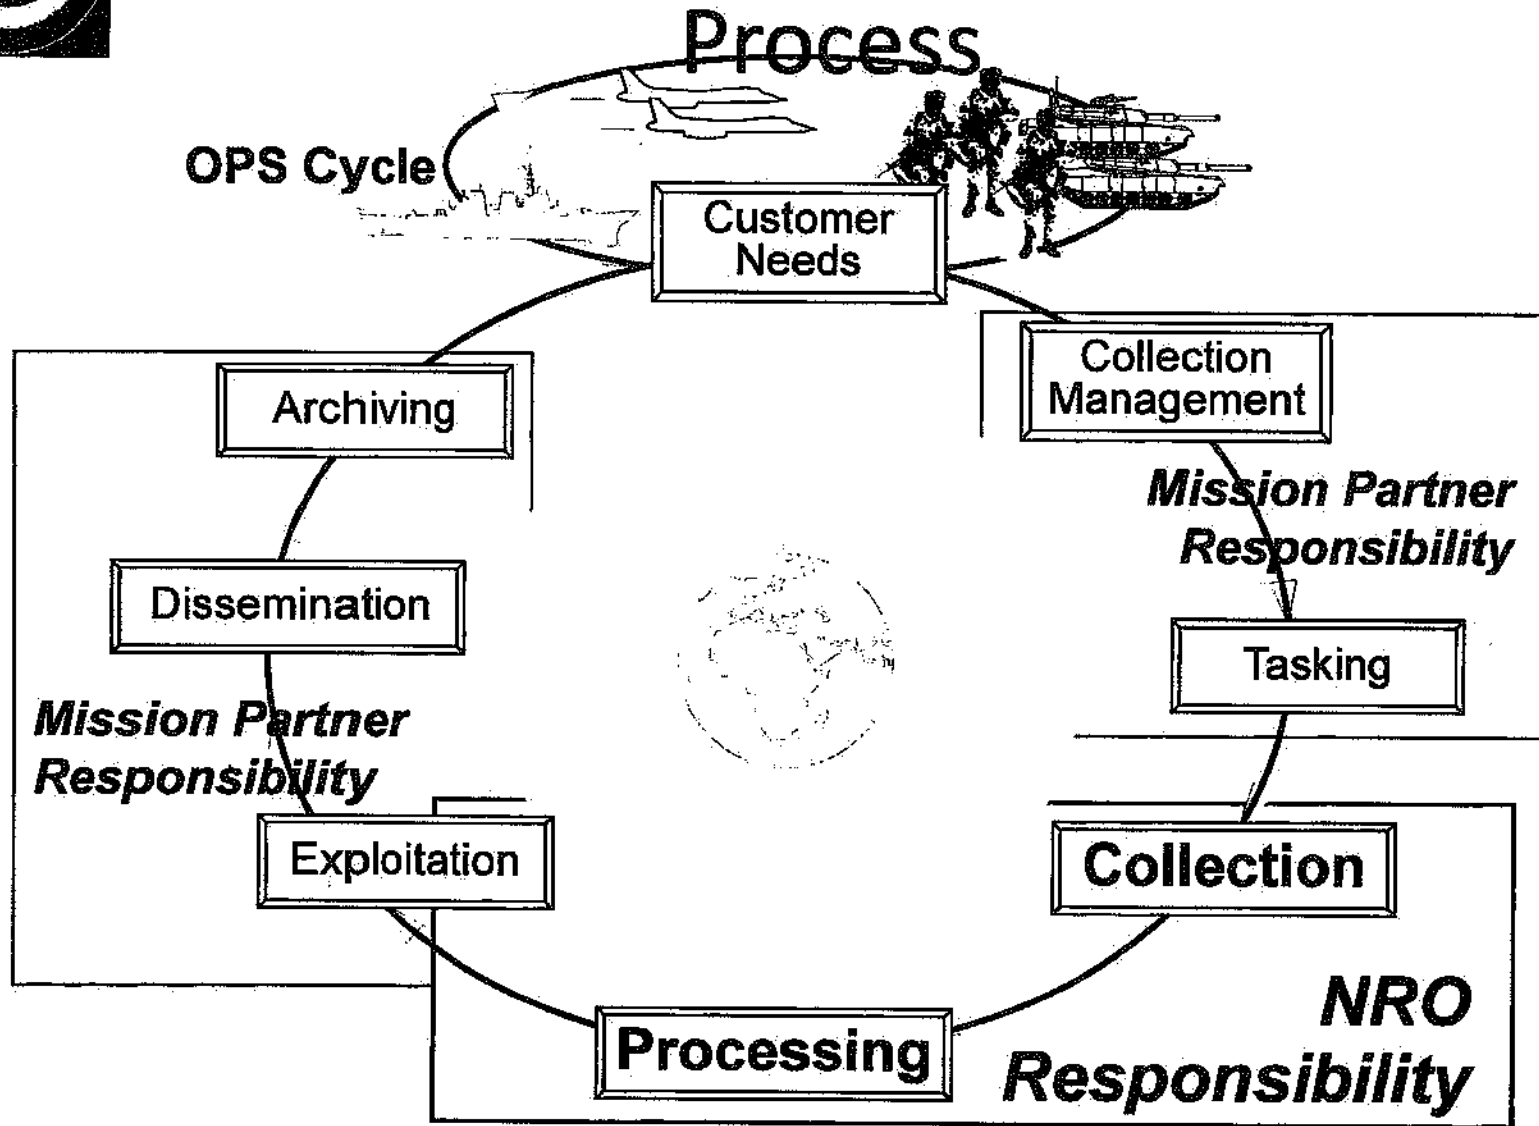 Process
OPS Cycle
Customer
Needs
Collection
Management
Archiving
Mission Partner
Responsibility
Dissemination
Tasking
Mission Partner
Responsibility
Exploitation
Collection
NRO
Responsibility
Processing